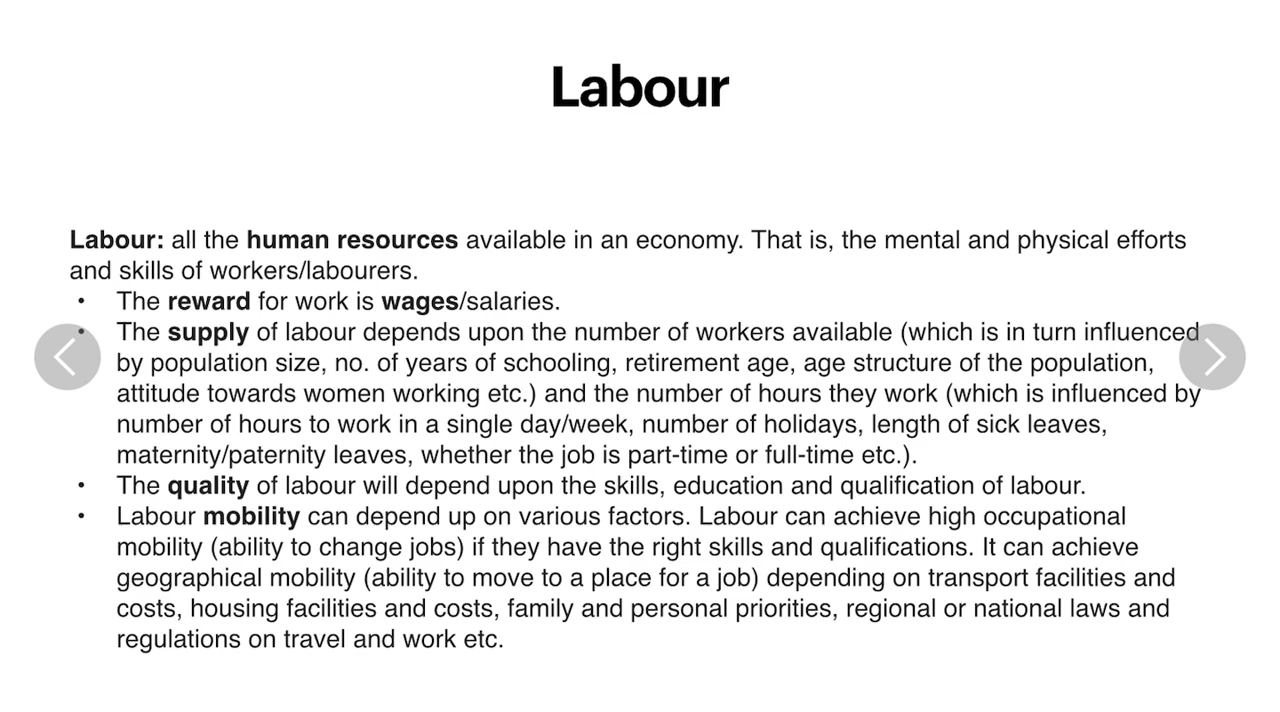 Labour
Labour: all the human resources available in an economy. That is, the mental and physical efforts
and skills of workers/labourers.
• The reward for work is wages/salaries.
• The supply of labour depends upon the number of workers available (which is in turn influenced
by population size, no. of years of schooling, retirement age, age structure of the population,
attitude towards women working etc.) and the number of hours they work (which is influenced by
number of hours to work in a single day/week, number of holidays, length of sick leaves,
maternity/paternity leaves, whether the job is part-time or full-time etc.).
• The quality of labour will depend upon the skills, education and qualification of labour.
• Labour mobility can depend up on various factors. Labour can achieve high occupational
mobility (ability to change jobs) if they have the right skills and qualifications. It can achieve
geographical mobility (ability to move to a place for a job) depending on transport facilities and
costs, housing facilities and costs, family and personal priorities, regional or national laws and
regulations on travel and work etc.